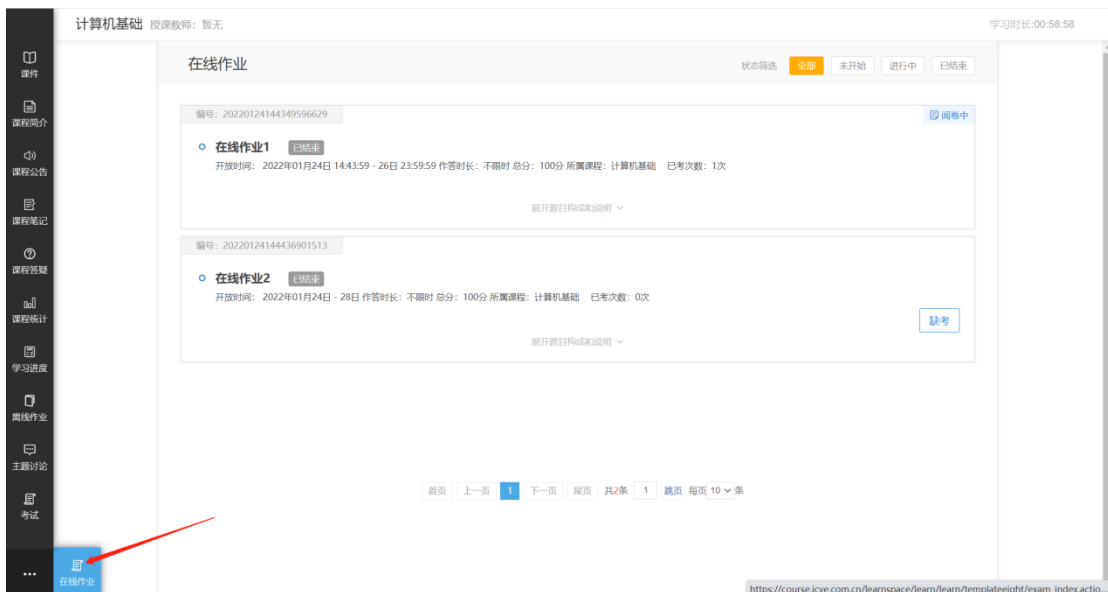 计算机基础 授课教师：暂无 学习时长:00:58:58
课件
课程简介
课程公告
课程笔记
课程答疑
课程统计
学习进度
离线作业
主题讨论
考试
在线作业
在线作业 状态筛选 全部 未开始 进行中 已结束
编号：20220124144349596629 阅卷中
在线作业1 已结束
开放时间： 2022年01月24日 14:43:59 - 26日 23:59:59 作答时长：不限时 总分：100分 所属课程：计算机基础 已考次数：1次
展开题目构成和说明
编号：20220124144436901513
在线作业2 已结束
开放时间： 2022年01月24日 - 28日 作答时长：不限时 总分：100分 所属课程：计算机基础 已考次数：0次
缺考
展开题目构成和说明
首页 上一页 1 下一页 尾页 共2条 1 跳页 每页 10 条
https://course.icve.com.cn/learnspace/learn/learn/templateeight/exam_index.actio...